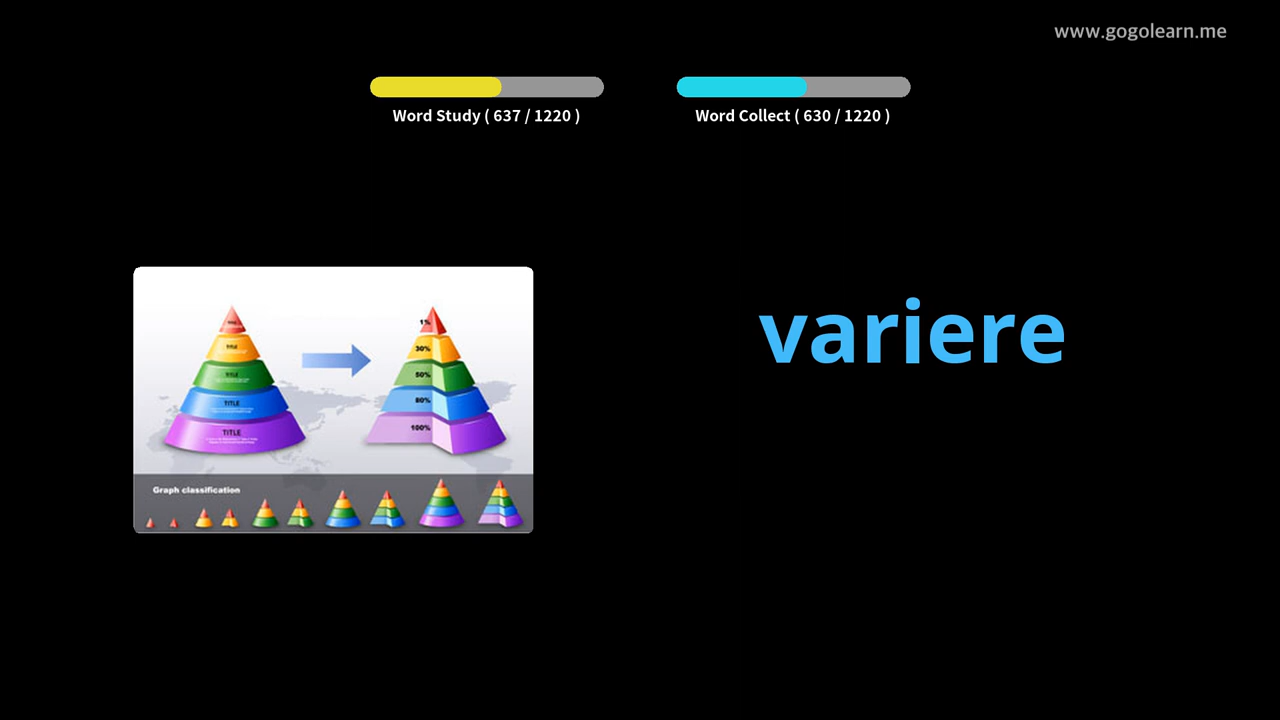 www.gogolearn.me
Word Study ( 637 / 1220 )
Word Collect ( 630 / 1220 )
variere
TITLE
TITLE
TITLE
TITLE
1%
30%
50%
80%
100%
Graph classification